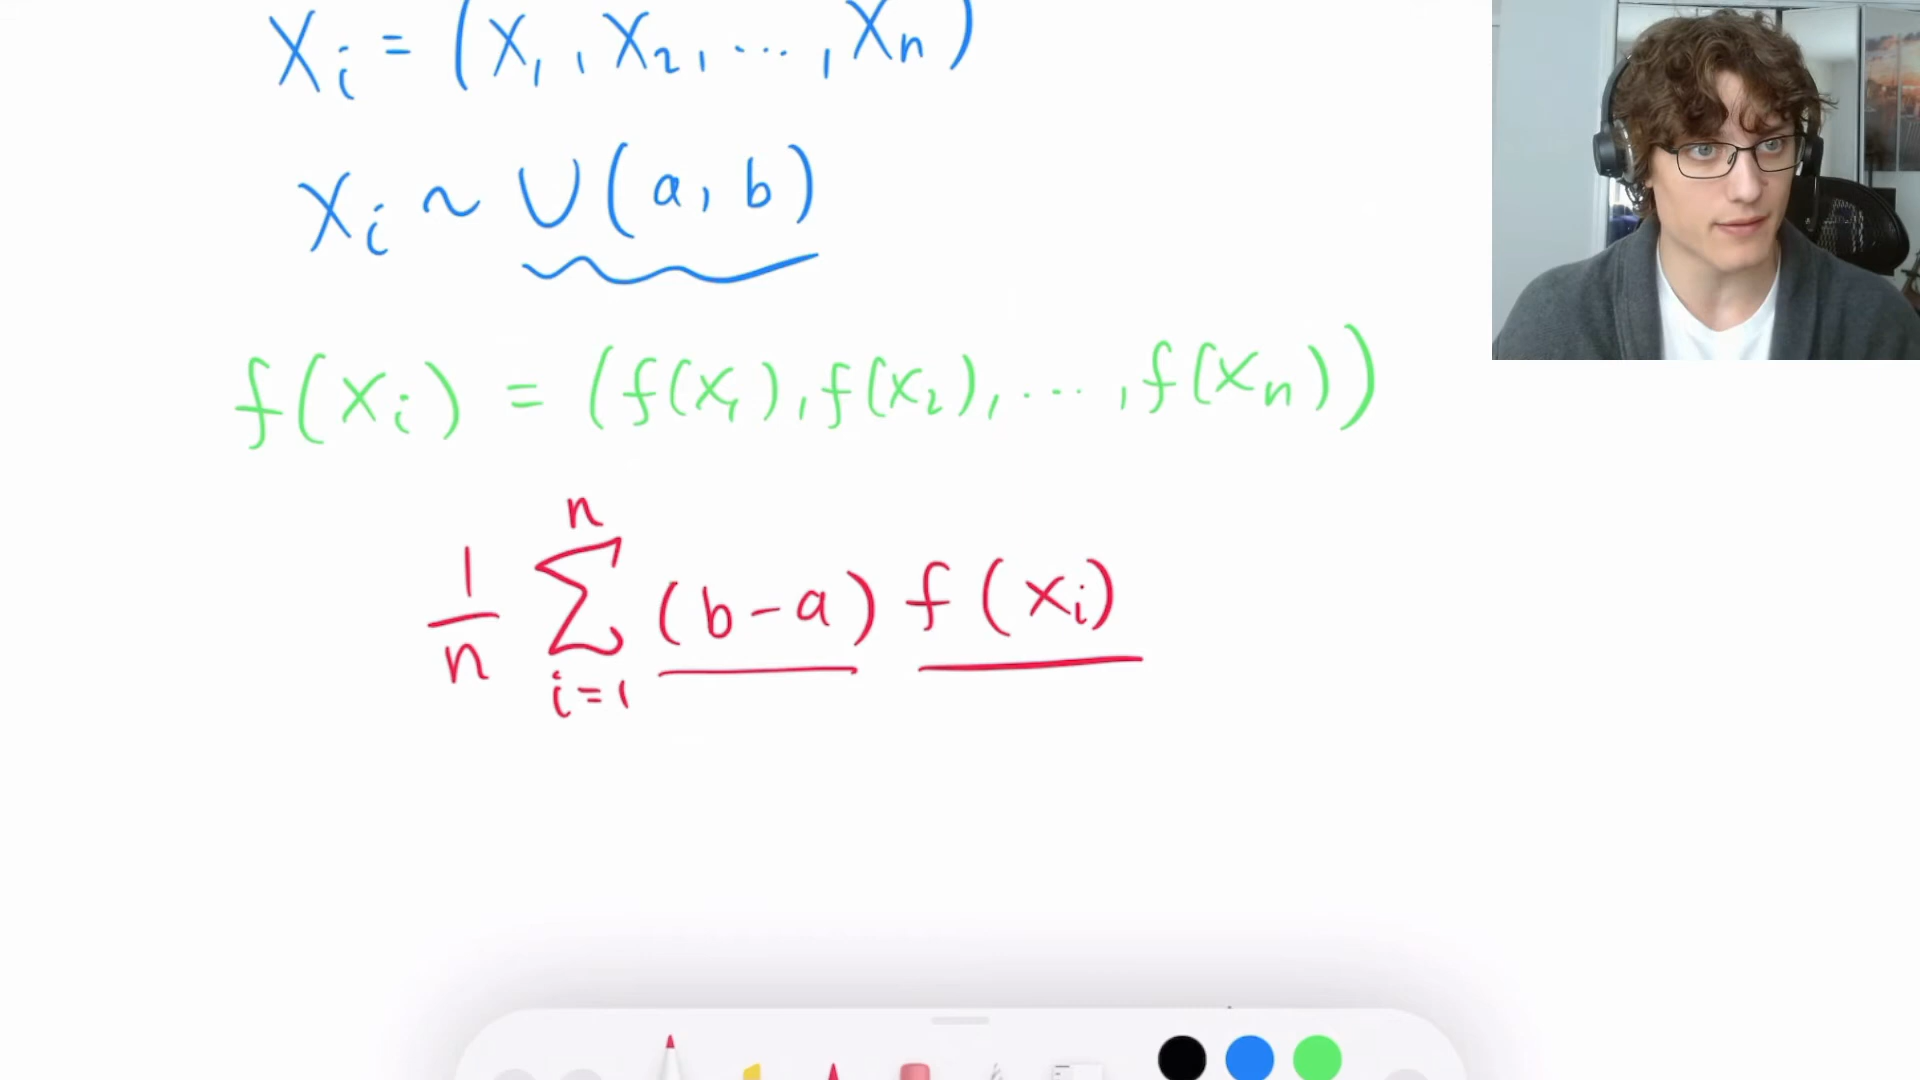 Xi = (X1, X2, ..., Xn)
Xi ~ U(a, b)
f(Xi) = (f(X1), f(X2), ..., f(Xn))
1/n ∑ i=1 n (b-a) f(Xi)